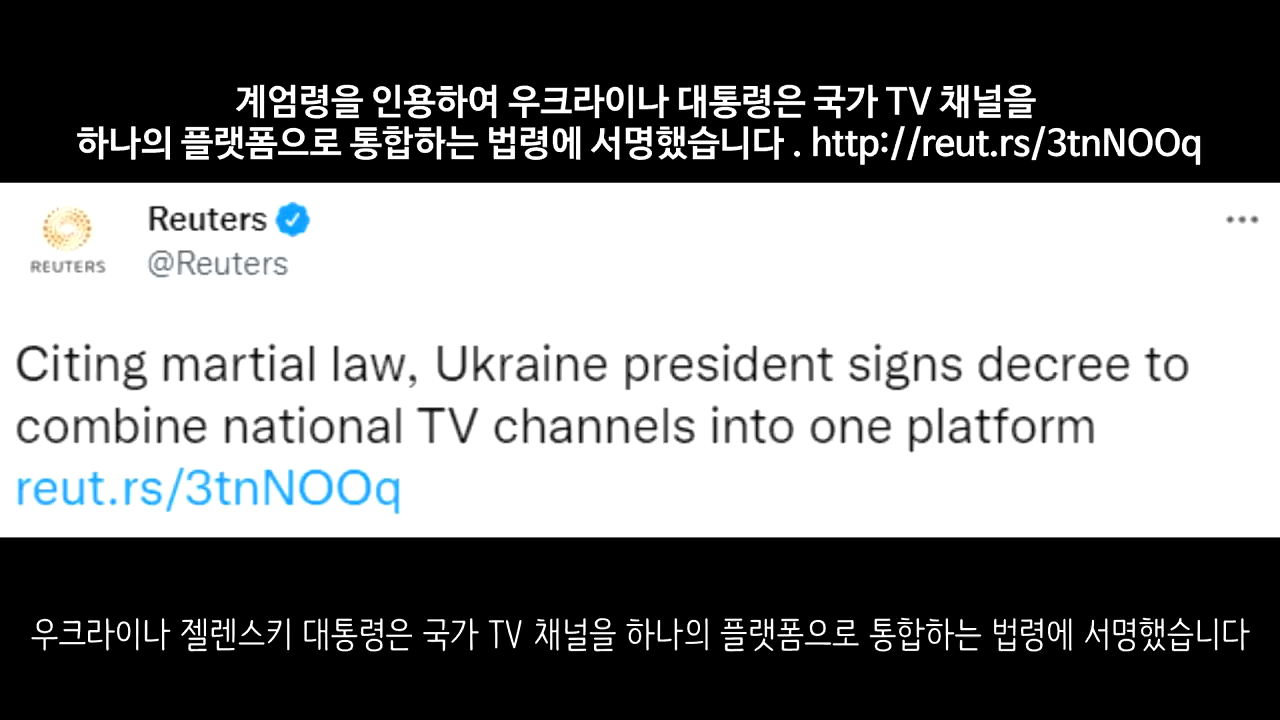 계엄령을 인용하여 우크라이나 대통령은 국가 TV 채널을
하나의 플랫폼으로 통합하는 법령에 서명했습니다 . http://reut.rs/3tnNOOq
Reuters
@Reuters
REUTERS
Citing martial law, Ukraine president signs decree to
combine national TV channels into one platform
reut.rs/3tnNOOq
우크라이나 젤렌스키 대통령은 국가 TV 채널을 하나의 플랫폼으로 통합하는 법령에 서명했습니다